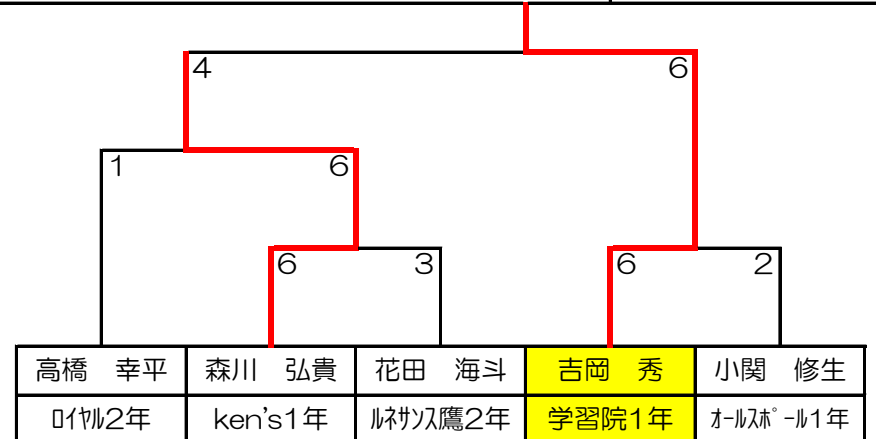 4 6
1 6
6 3 6 2
高橋 幸平 森川 弘貴 花田 海斗 吉岡 秀 小関 修生
ﾛｲﾔﾙ2年 ken's1年 ﾙﾈｻﾝｽ鷹2年 学習院1年 ｵｰﾙｽﾎﾟｰﾙ1年